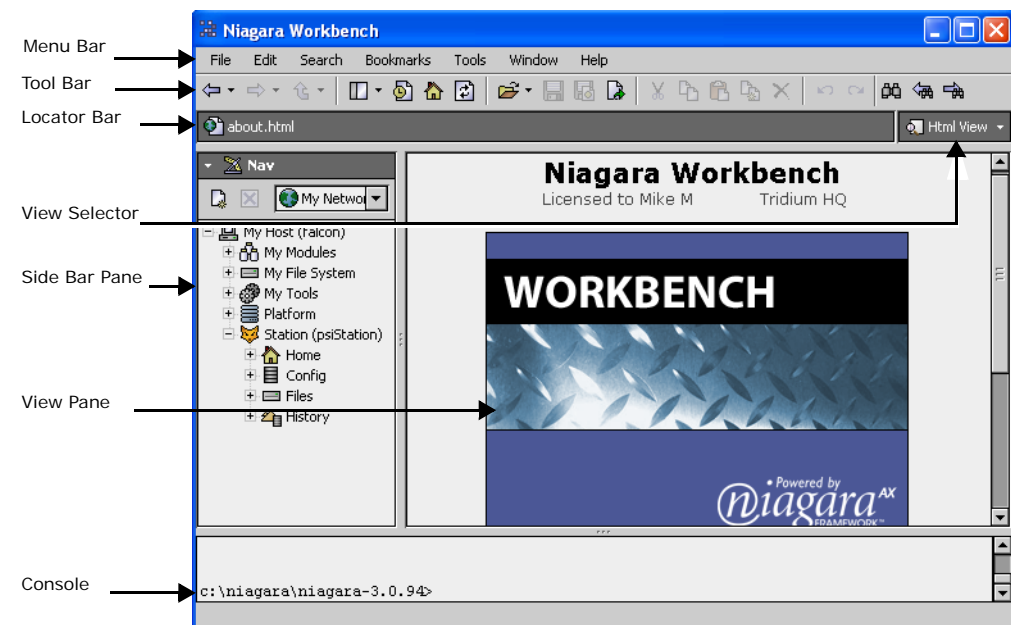 Niagara Workbench
Menu Bar
File Edit Search Bookmarks Tools Window Help
Tool Bar
Locator Bar
about.html
Html View
Nav
My Networ
Niagara Workbench
Licensed to Mike M Tridium HQ
View Selector
My Host (falcon)
My Modules
Side Bar Pane
My File System
My Tools
Platform
Station (psiStation)
Home
Config
Files
History
View Pane
WORKBENCH
Powered by
niagara AX
FRAMEWORK™
Console
c:\niagara\niagara-3.0.94>